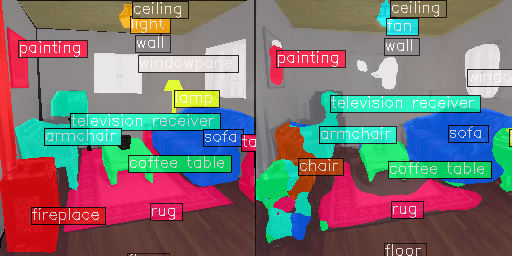 ceiling
light
wall
painting
windowpane
lamp
television receiver
armchair
sofa
coffee table
fireplace
rug
ceiling
fan
wall
painting
television receiver
armchair
sofa
chair
coffee table
rug
floor